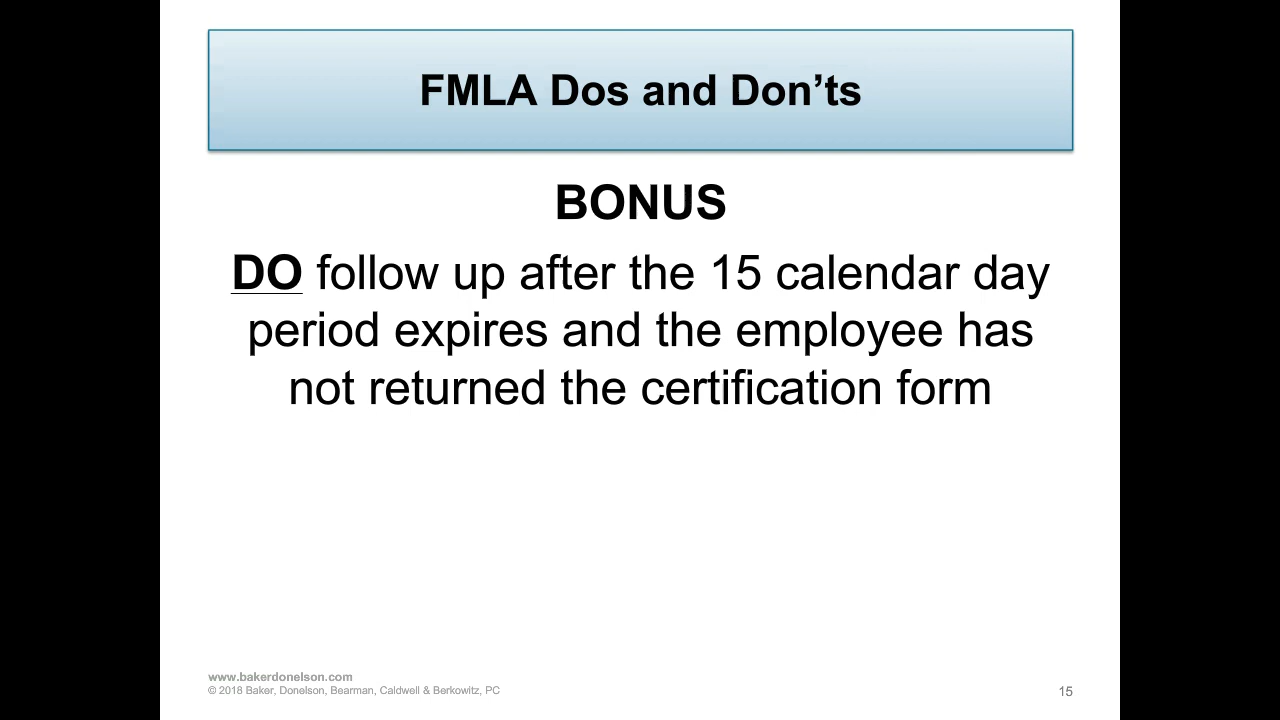 FMLA Dos and Don’ts
BONUS
DO follow up after the 15 calendar day
period expires and the employee has
not returned the certification form
www.bakerdonelson.com
© 2018 Baker, Donelson, Bearman, Caldwell & Berkowitz, PC
15